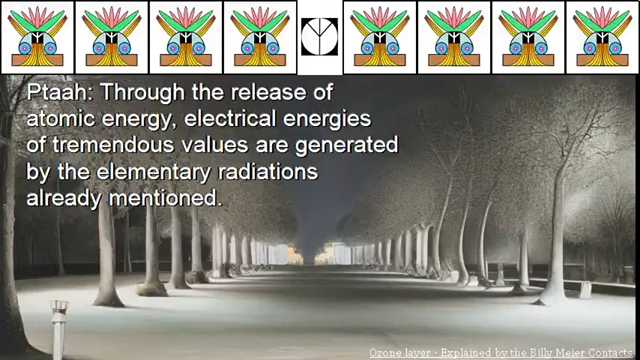 Ptaah: Through the release of
atomic energy, electrical energies
of tremendous values are generated
by the elementary radiations
already mentioned.
Ozone layer - Explained by the Billy Meier Contacts